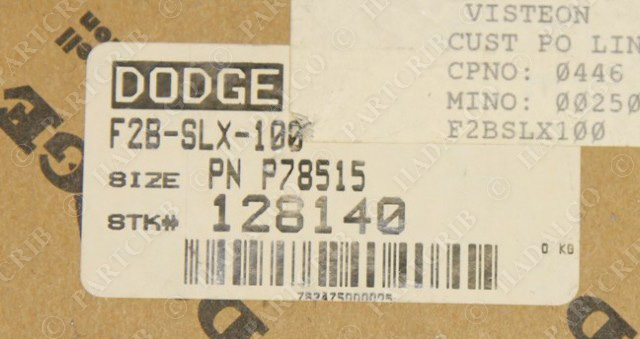 VISTEON
CUST PO LIN
CPNO: 0446
MINO: 00250
F2BSLX100
DODGE
F2B-SLX-100
SIZE PN P78515
STK# 128140
0 KG